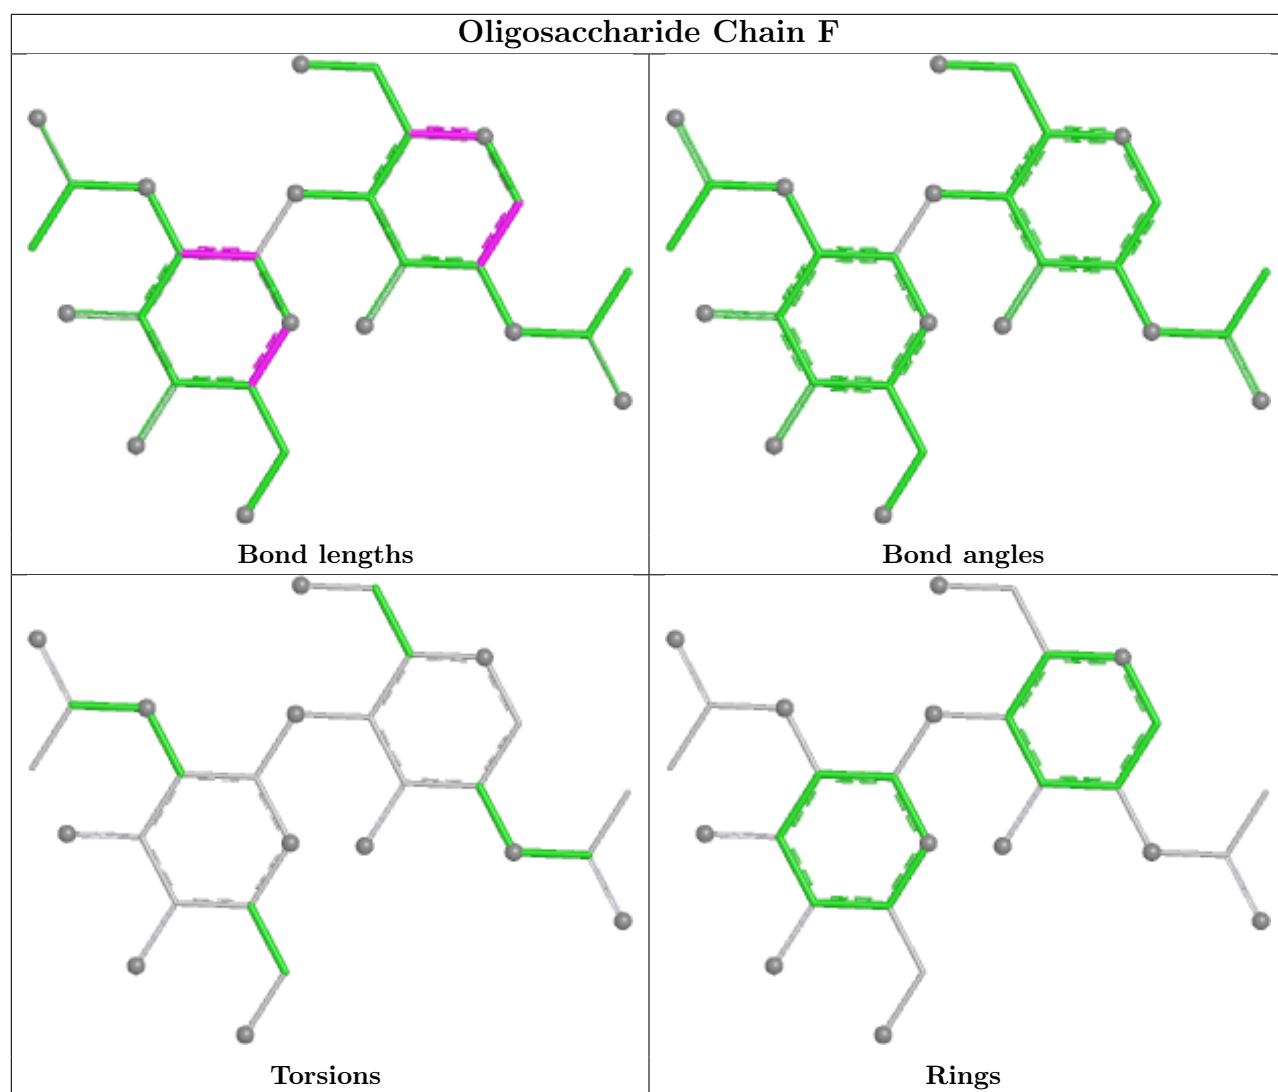 Oligosaccharide Chain F
Bond lengths
Bond angles
Torsions
Rings